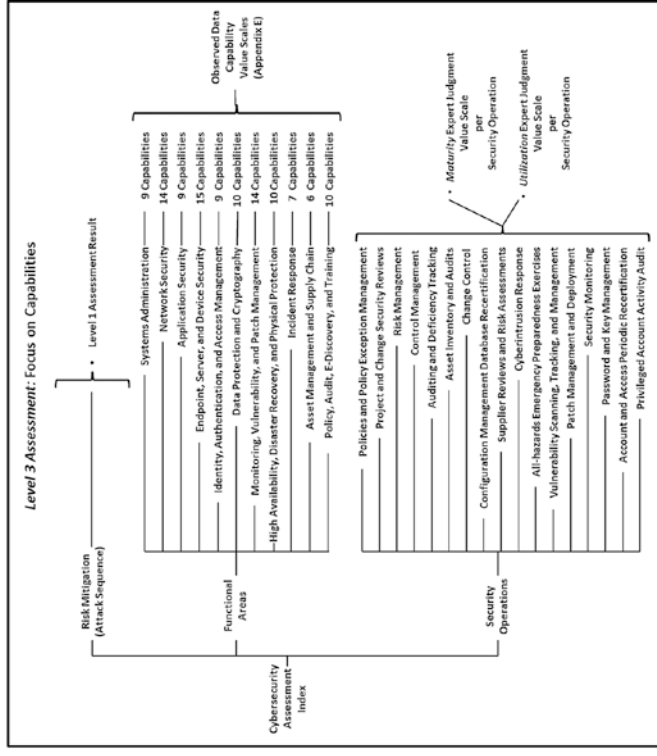 Level 3 Assessment: Focus on Capabilities
Cybersecurity
Assessment
Index
Risk Mitigation
(Attack Sequence)
• Level 1 Assessment Result
Functional
Areas
Systems Administration
9 Capabilities
Network Security
14 Capabilities
Application Security
9 Capabilities
Endpoint, Server, and Device Security
15 Capabilities
Identity, Authentication, and Access Management
9 Capabilities
Data Protection and Cryptography
10 Capabilities
Monitoring, Vulnerability, and Patch Management
14 Capabilities
High Availability, Disaster Recovery, and Physical Protection
10 Capabilities
Incident Response
7 Capabilities
Asset Management and Supply Chain
6 Capabilities
Policy, Audit, E-Discovery, and Training
10 Capabilities
Observed Data
Capability
Value Scales
(Appendix E)
Security
Operations
Policies and Policy Exception Management
Project and Change Security Reviews
Risk Management
Control Management
Auditing and Deficiency Tracking
Asset Inventory and Audits
Change Control
Configuration Management Database Recertification
Supplier Reviews and Risk Assessments
Cyberintrusion Response
All-hazards Emergency Preparedness Exercises
Vulnerability Scanning, Tracking, and Management
Patch Management and Deployment
Security Monitoring
Password and Key Management
Account and Access Periodic Recertification
Privileged Account Activity Audit
• Maturity Expert Judgment
Value Scale
per
Security Operation
• Utilization Expert Judgment
Value Scale
per
Security Operation